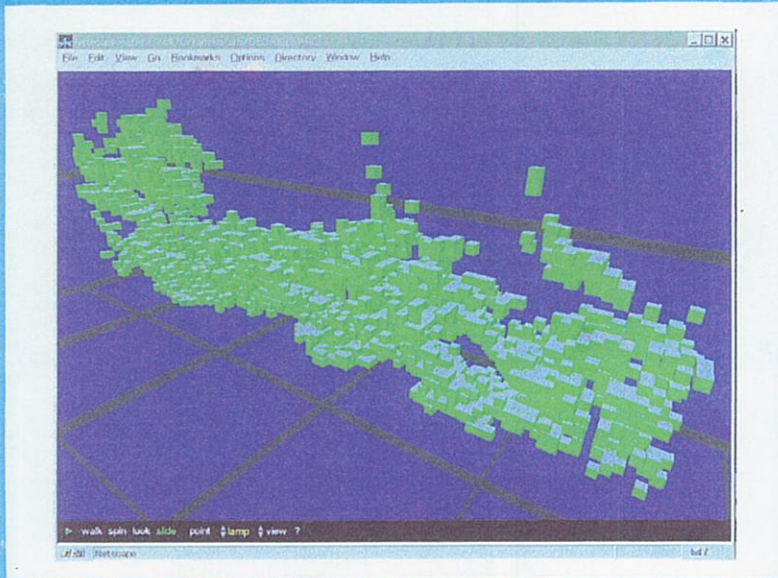 File Edit View Go Bookmarks Options Directory Window Help
walk spin look slide point lamp view ?
Netscape